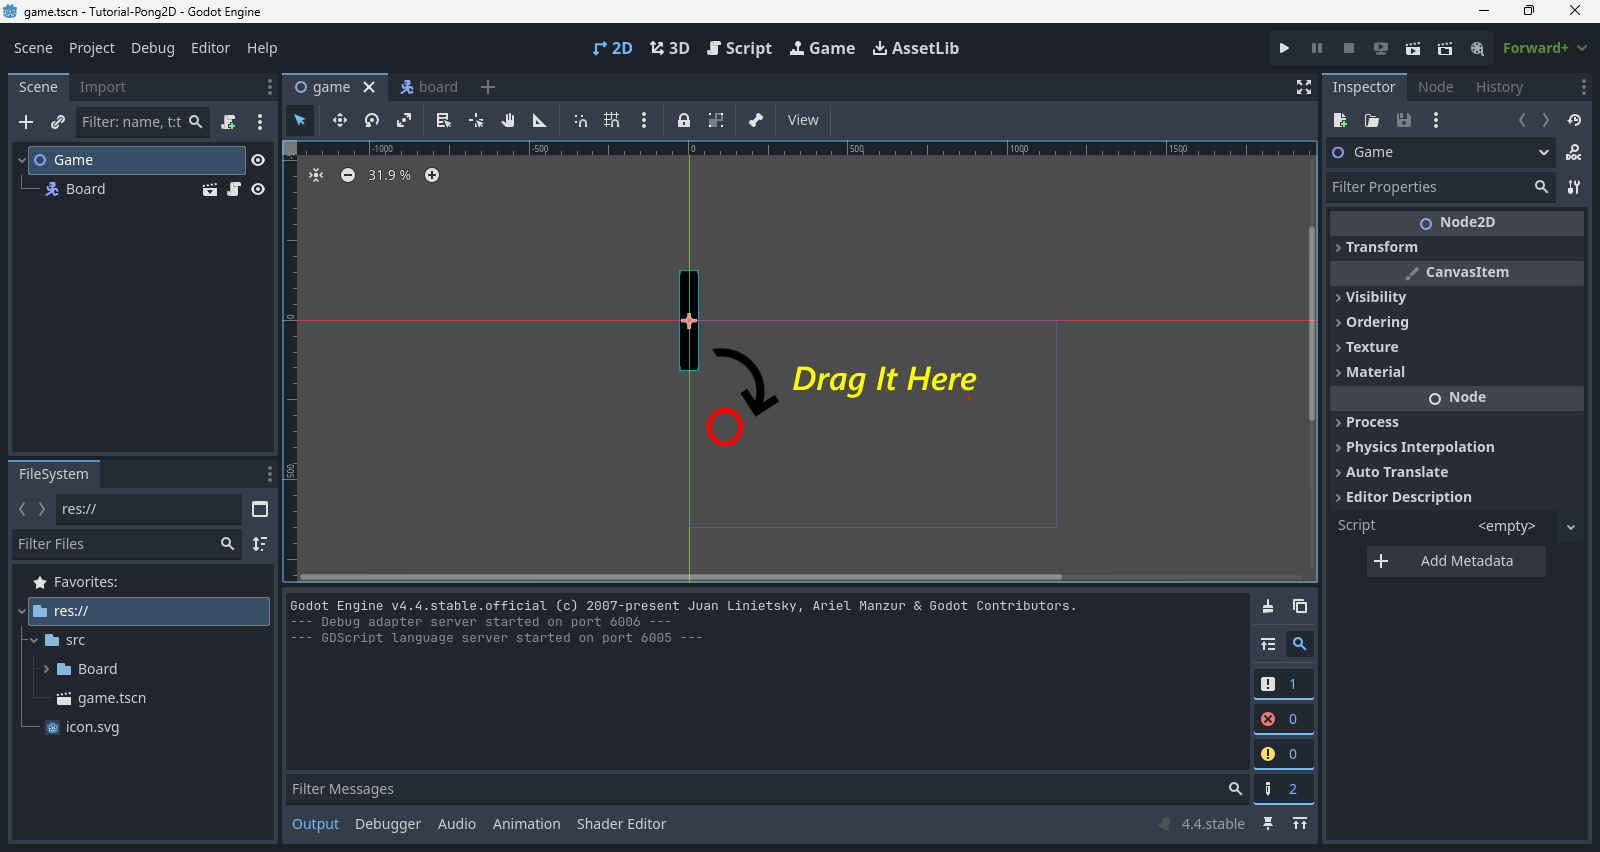 game.tscn - Tutorial-Pong2D - Godot Engine
Scene Project Debug Editor Help
2D 3D Script Game AssetLib
Forward+
Scene Import
Filter: name, t:t
Game
Board
game board
View
-1000 -500 0 500 1000 1500
31.9 %
0
500
Drag It Here
Inspector Node History
Game
Filter Properties
Node2D
Transform
CanvasItem
Visibility
Ordering
Texture
Material
Node
Process
Physics Interpolation
Auto Translate
Editor Description
Script <empty>
Add Metadata
FileSystem
res://
Filter Files
Favorites:
res://
src
Board
game.tscn
icon.svg
Godot Engine v4.4.stable.official (c) 2007-present Juan Linietsky, Ariel Manzur & Godot Contributors.
--- Debug adapter server started on port 6006 ---
--- GDScript language server started on port 6005 ---
1
0
0
2
Filter Messages
Output Debugger Audio Animation Shader Editor
4.4.stable